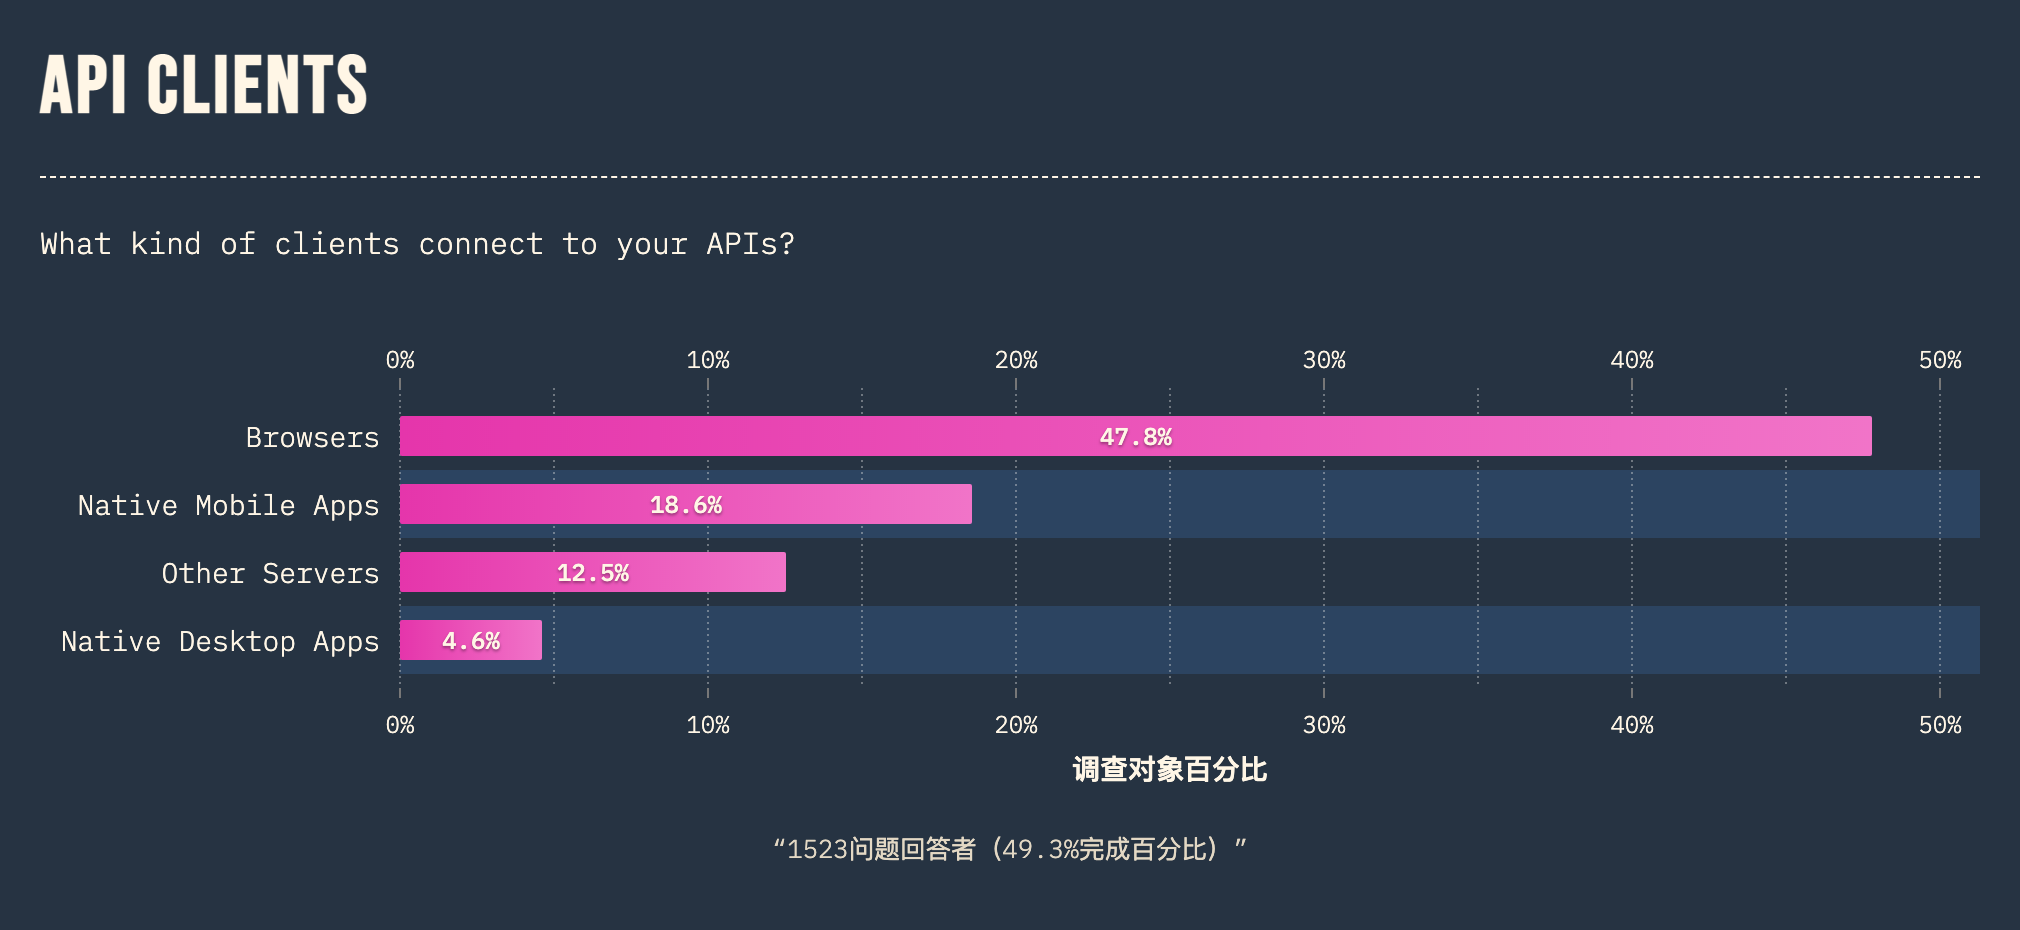 API CLIENTS
What kind of clients connect to your APIs?
0% 10% 20% 30% 40% 50%
Browsers 47.8%
Native Mobile Apps 18.6%
Other Servers 12.5%
Native Desktop Apps 4.6%
0% 10% 20% 30% 40% 50%
调查对象百分比
“1523问题回答者（49.3%完成百分比）”